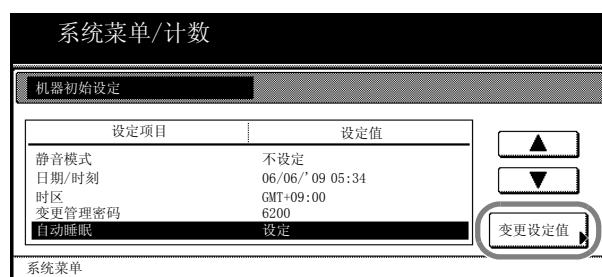 系统菜单/计数
机器初始设定
设定项目 设定值
静音模式 不设定
日期/时刻 06/06/'09 05:34
时区 GMT+09:00
变更管理密码 6200
自动睡眠 设定
变更设定值
系统菜单